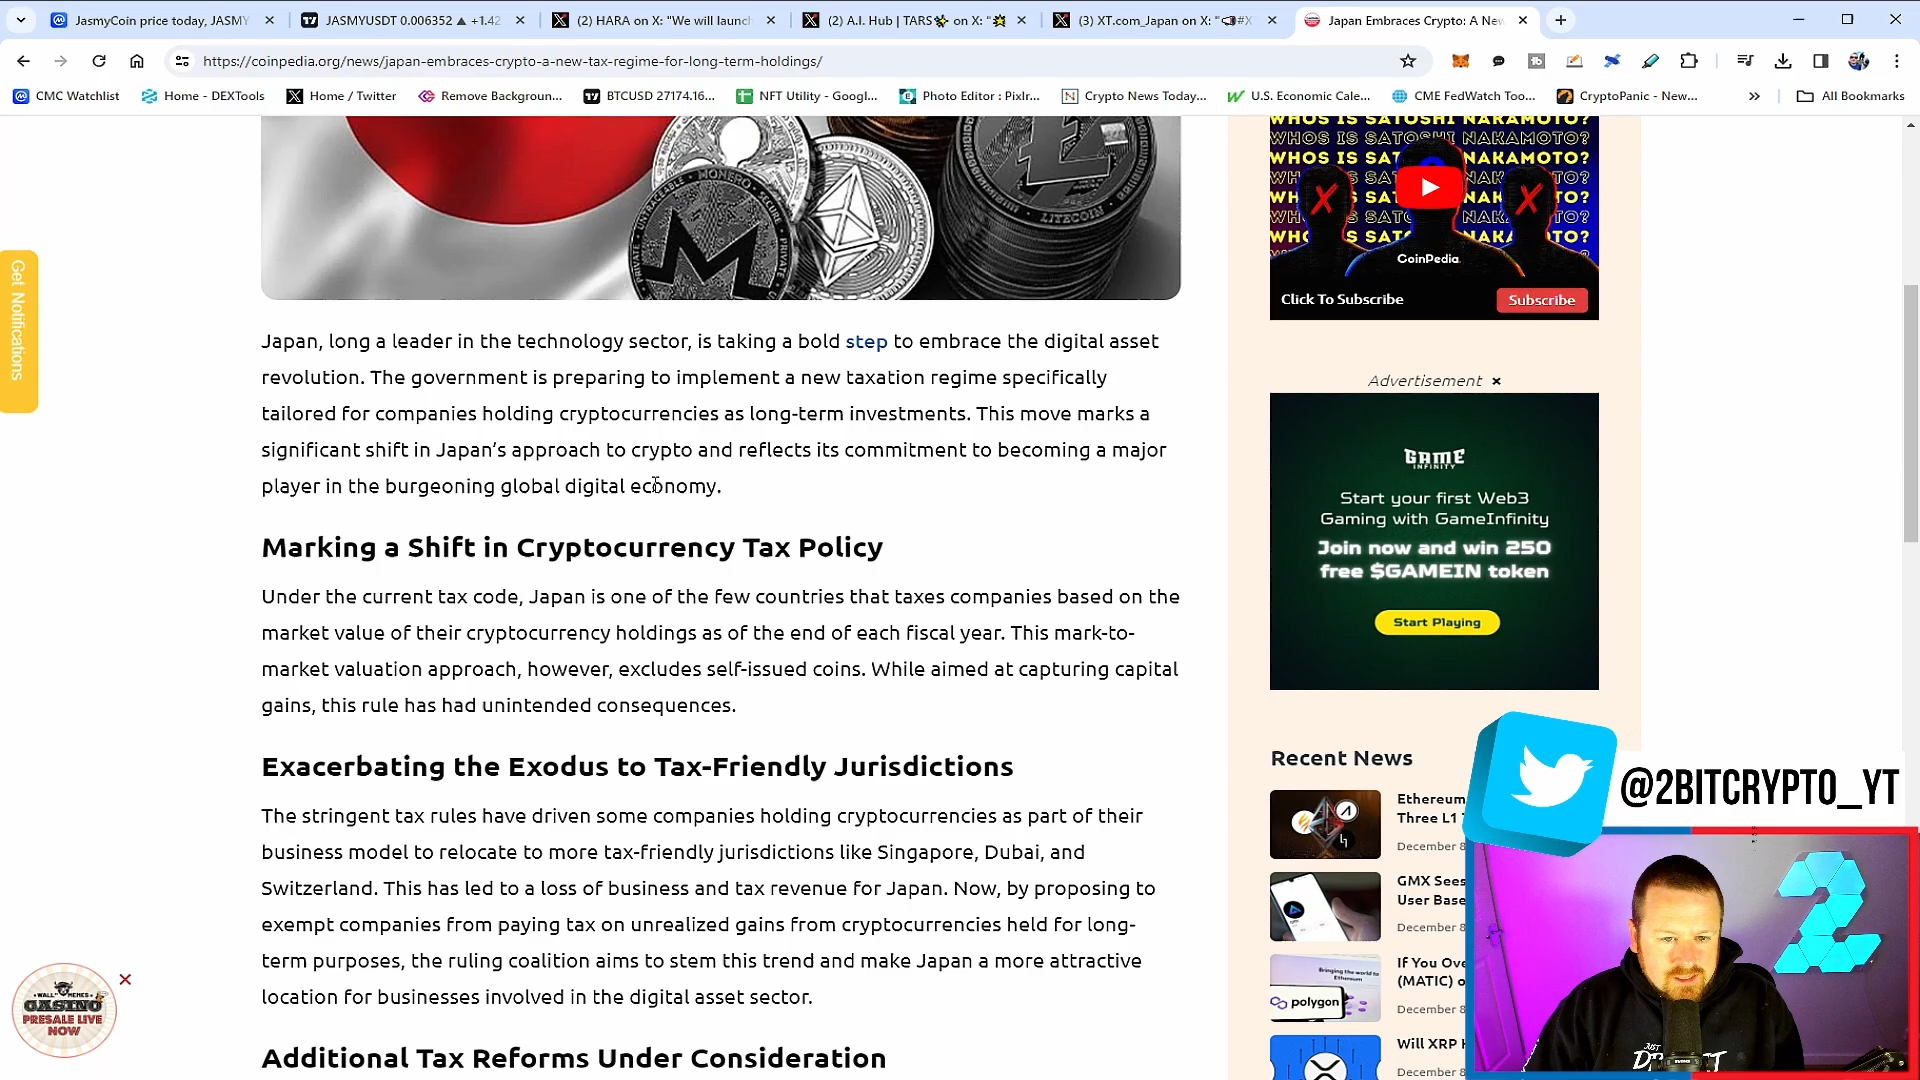 JasmyCoin price today, JASMY
JASMYUSDT 0.006352 ▲ +1.42
(2) HARA on X: "We will launch
(2) A.I. Hub | TARS✨ on X: "💥
(3) XT.com_Japan on X: "📢#X
Japan Embraces Crypto: A New
https://coinpedia.org/news/japan-embraces-crypto-a-new-tax-regime-for-long-term-holdings/
CMC Watchlist
Home - DEXTools
Home / Twitter
Remove Backgroun...
BTCUSD 27174.16...
NFT Utility - Googl...
Photo Editor : Pixlr...
Crypto News Today...
U.S. Economic Cale...
CME FedWatch Too...
CryptoPanic - New...
All Bookmarks
Get Notifications
Japan, long a leader in the technology sector, is taking a bold step to embrace the digital asset
revolution. The government is preparing to implement a new taxation regime specifically
tailored for companies holding cryptocurrencies as long-term investments. This move marks a
significant shift in Japan's approach to crypto and reflects its commitment to becoming a major
player in the burgeoning global digital economy.
Marking a Shift in Cryptocurrency Tax Policy
Under the current tax code, Japan is one of the few countries that taxes companies based on the
market value of their cryptocurrency holdings as of the end of each fiscal year. This mark-to-
market valuation approach, however, excludes self-issued coins. While aimed at capturing capital
gains, this rule has had unintended consequences.
Exacerbating the Exodus to Tax-Friendly Jurisdictions
The stringent tax rules have driven some companies holding cryptocurrencies as part of their
business model to relocate to more tax-friendly jurisdictions like Singapore, Dubai, and
Switzerland. This has led to a loss of business and tax revenue for Japan. Now, by proposing to
exempt companies from paying tax on unrealized gains from cryptocurrencies held for long-
term purposes, the ruling coalition aims to stem this trend and make Japan a more attractive
location for businesses involved in the digital asset sector.
Additional Tax Reforms Under Consideration
WALL MEMES
CASINO
PRESALE LIVE
NOW
MONERO
LITECOIN
WHOS IS SATOSHI NAKAMOTO?
CoinPedia
Click To Subscribe
Subscribe
Advertisement
GAME
INFINITY
Start your first Web3
Gaming with GameInfinity
Join now and win 250
free $GAMEIN token
Start Playing
Recent News
Ethereum
Three L1
December 8
GMX Sees
User Base
December 8
Bringing the world to
Ethereum
polygon
If You Ove
(MATIC) o
December 8
Will XRP H
December 8
@2BITCRYPTO_YT